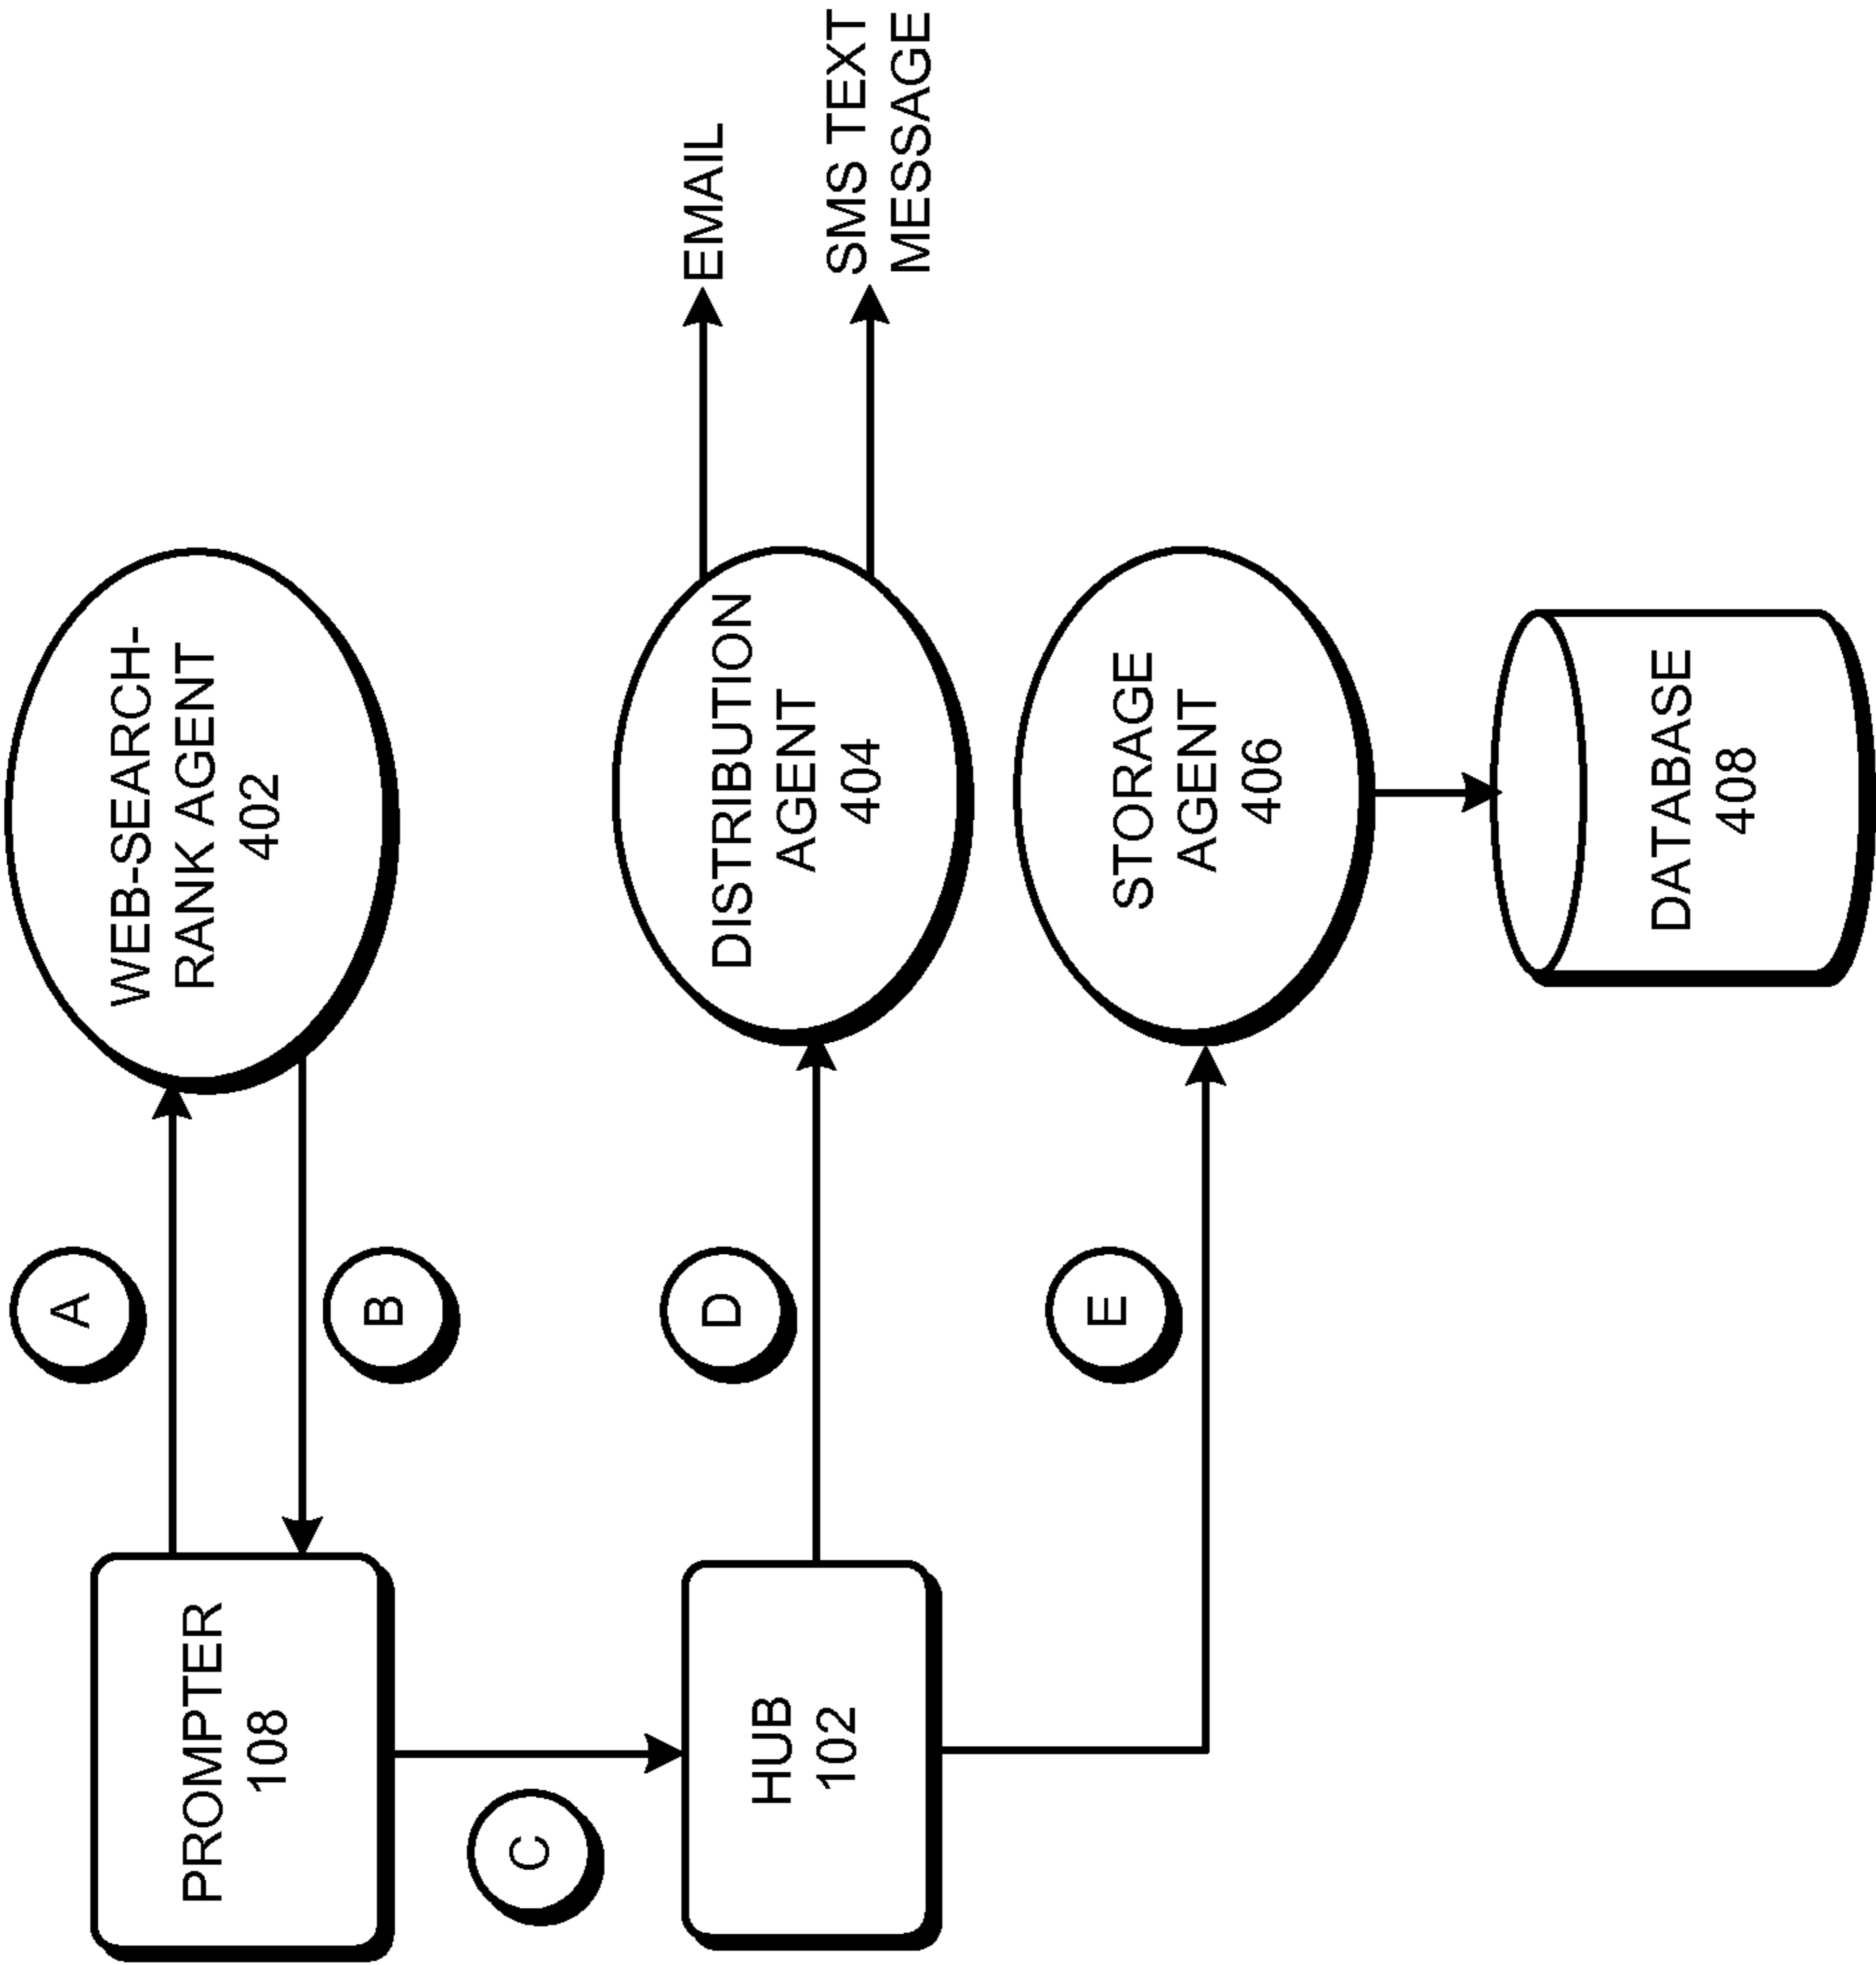 PROMPTER
108
A
B
WEB-SEARCH-
RANK AGENT
402
C
HUB
102
D
DISTRIBUTION
AGENT
404
EMAIL
SMS TEXT
MESSAGE
E
STORAGE
AGENT
406
DATABASE
408